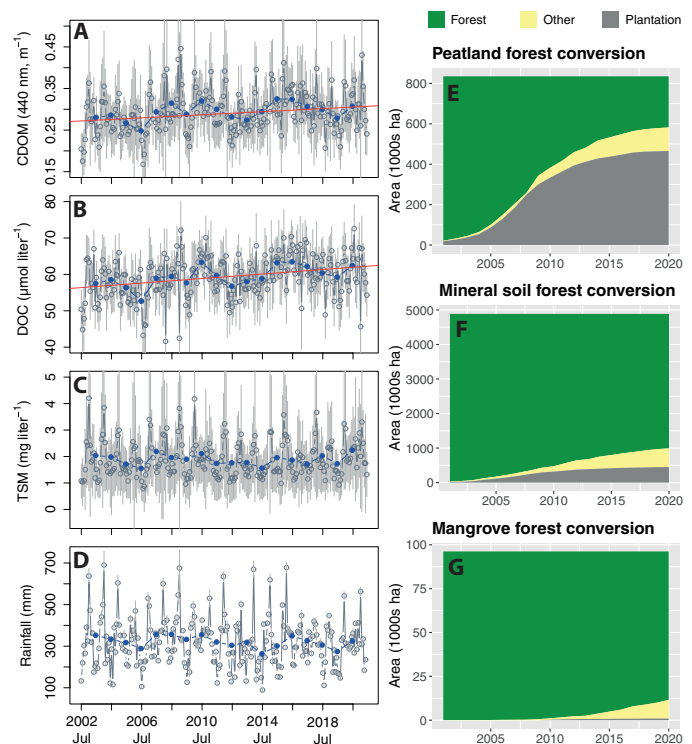 Forest Other Plantation
A
CDOM (440 nm, m⁻¹)
0.45
0.35
0.25
0.15
B
DOC (µmol liter⁻¹)
80
70
60
50
40
C
TSM (mg liter⁻¹)
5
4
3
2
1
0
D
Rainfall (mm)
700
500
300
100
2002 2006 2010 2014 2018
Jul Jul Jul Jul Jul
Peatland forest conversion
E
Area (1000s ha)
800
600
400
200
0
2005 2010 2015 2020
Mineral soil forest conversion
F
Area (1000s ha)
5000
4000
3000
2000
1000
0
2005 2010 2015 2020
Mangrove forest conversion
G
Area (1000s ha)
100
75
50
25
0
2005 2010 2015 2020